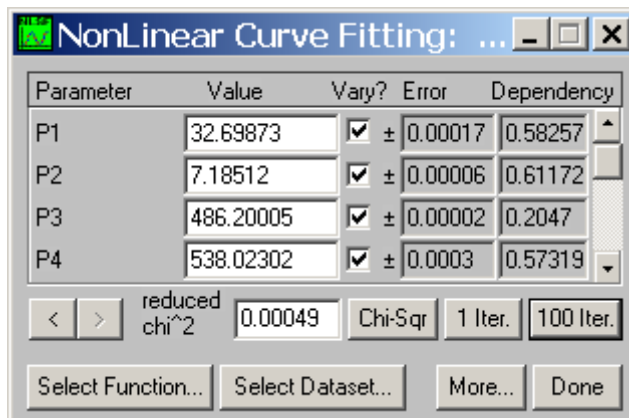 NonLinear Curve Fitting: ...
Parameter Value Vary? Error Dependency
P1 32.69873 ± 0.00017 0.58257
P2 7.18512 ± 0.00006 0.61172
P3 486.20005 ± 0.00002 0.2047
P4 538.02302 ± 0.0003 0.57319
< > reduced chi^2 0.00049 Chi-Sqr 1 Iter. 100 Iter.
Select Function... Select Dataset... More... Done